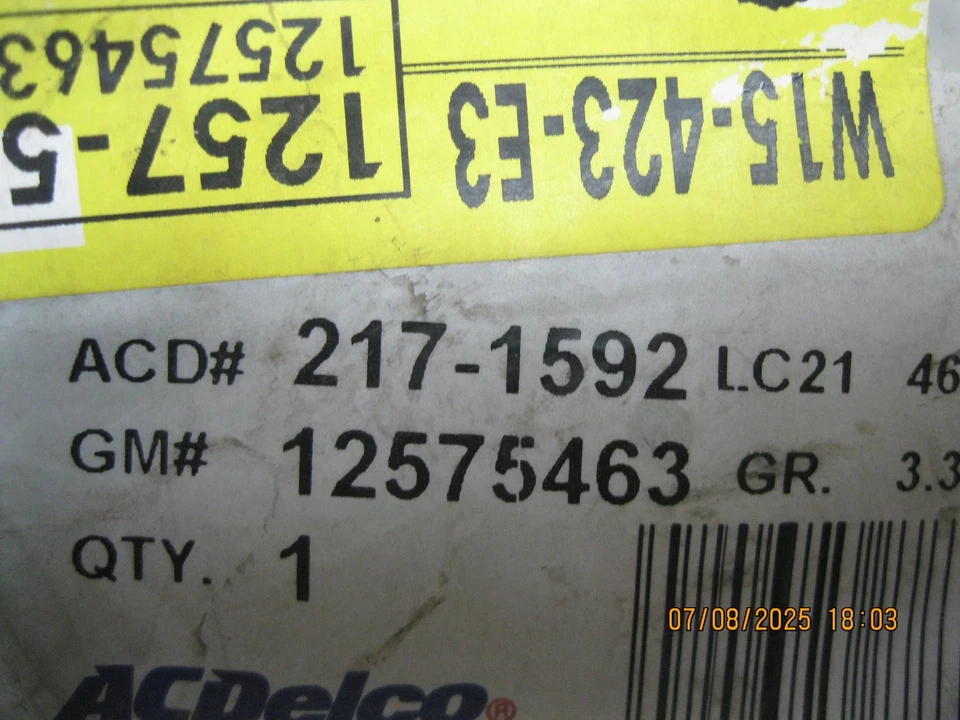 W15-423-E3
1257-5
12575463
ACD# 217-1592 LC21 46
GM# 12575463 GR. 3.3
QTY. 1
ACDelco®
07/08/2025 18:03